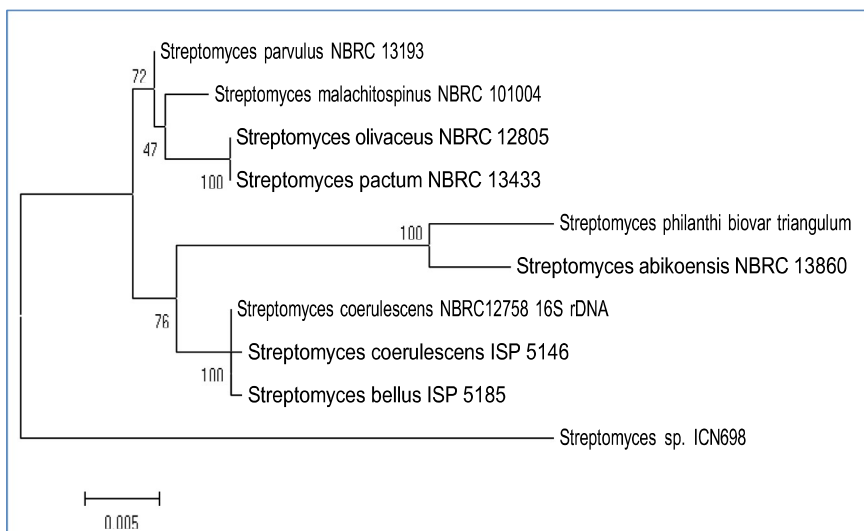 Streptomyces parvulus NBRC 13193
72
Streptomyces malachitospinus NBRC 101004
Streptomyces olivaceus NBRC 12805
47
Streptomyces pactum NBRC 13433
100
Streptomyces philanthi biovar triangulum
100
Streptomyces abikoensis NBRC 13860
Streptomyces coerulescens NBRC12758 16S rDNA
76
Streptomyces coerulescens ISP 5146
100
Streptomyces bellus ISP 5185
Streptomyces sp. ICN698
0.005